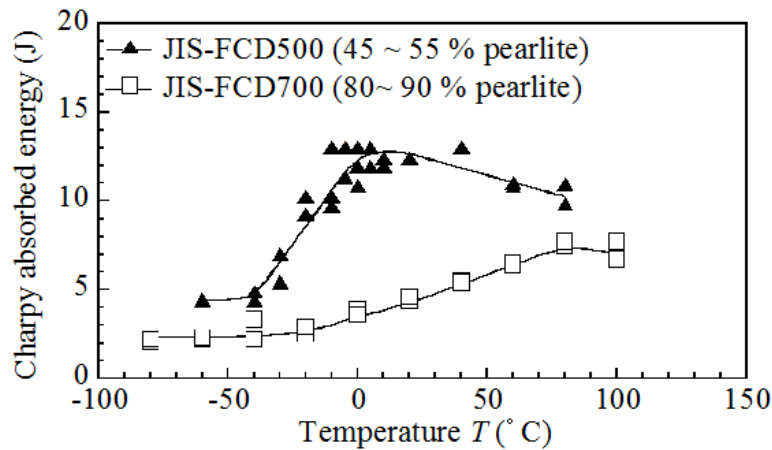 20
15
10
5
0
Charpy absorbed energy (J)
▲ JIS-FCD500 (45 ~ 55 % pearlite)
□ JIS-FCD700 (80~ 90 % pearlite)
-100 -50 0 50 100 150
Temperature T (° C)